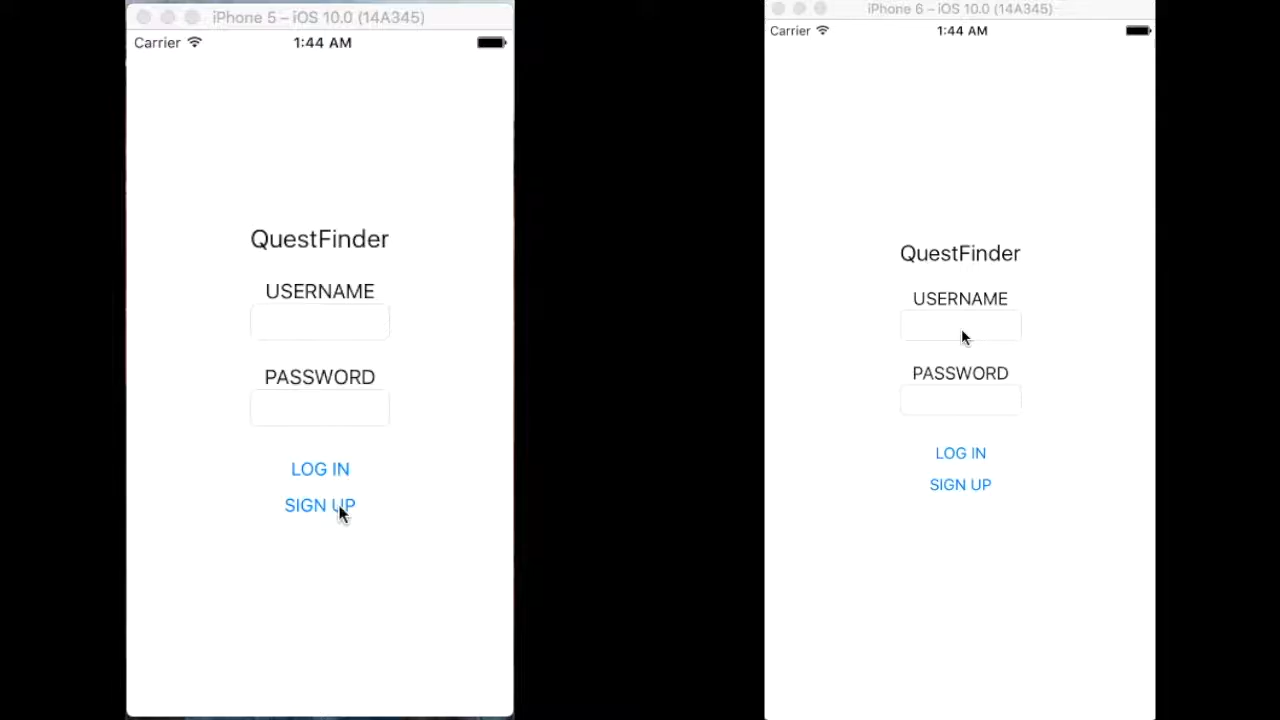 iPhone 5 – iOS 10.0 (14A345)
Carrier
1:44 AM
QuestFinder
USERNAME
PASSWORD
LOG IN
SIGN UP
iPhone 6 – iOS 10.0 (14A345)
Carrier
1:44 AM
QuestFinder
USERNAME
PASSWORD
LOG IN
SIGN UP